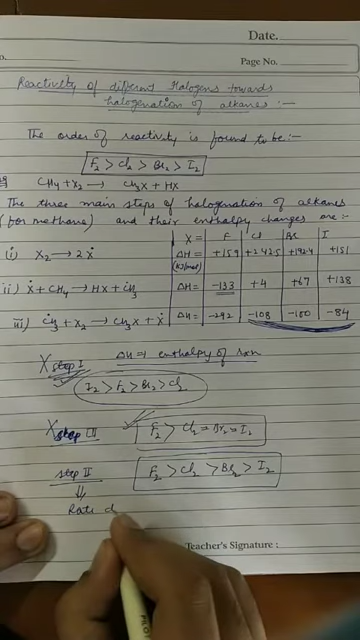 Date.
Page No.
Reactivity of different Halogens towards
halogenation of alkanes :-
The order of reactivity is found to be:-
F2 > Cl2 > Br2 > I2
CH4 + X2 → CH3X + HX
The three main steps of halogenation of alkanes
(for methane) and their enthalpy changes are:-
X = F Cl Br I
i) X2 → 2Ẋ ΔH = (KJ/mol) +159 +242.5 +192.4 +151
ii) Ẋ + CH4 → HX + ĊH3 ΔH = -133 +4 +67 +138
iii) ĊH3 + X2 → CH3X + Ẋ ΔH = -292 -108 -100 -84
X step I ΔH → enthalpy of rxn
I2 > F2 > Br2 > Cl2
X step III F2 > Cl2 = Br2 = I2
step II F2 > Cl2 > Br2 > I2
⇓
Rate d
Teacher's Signature :
PILOT